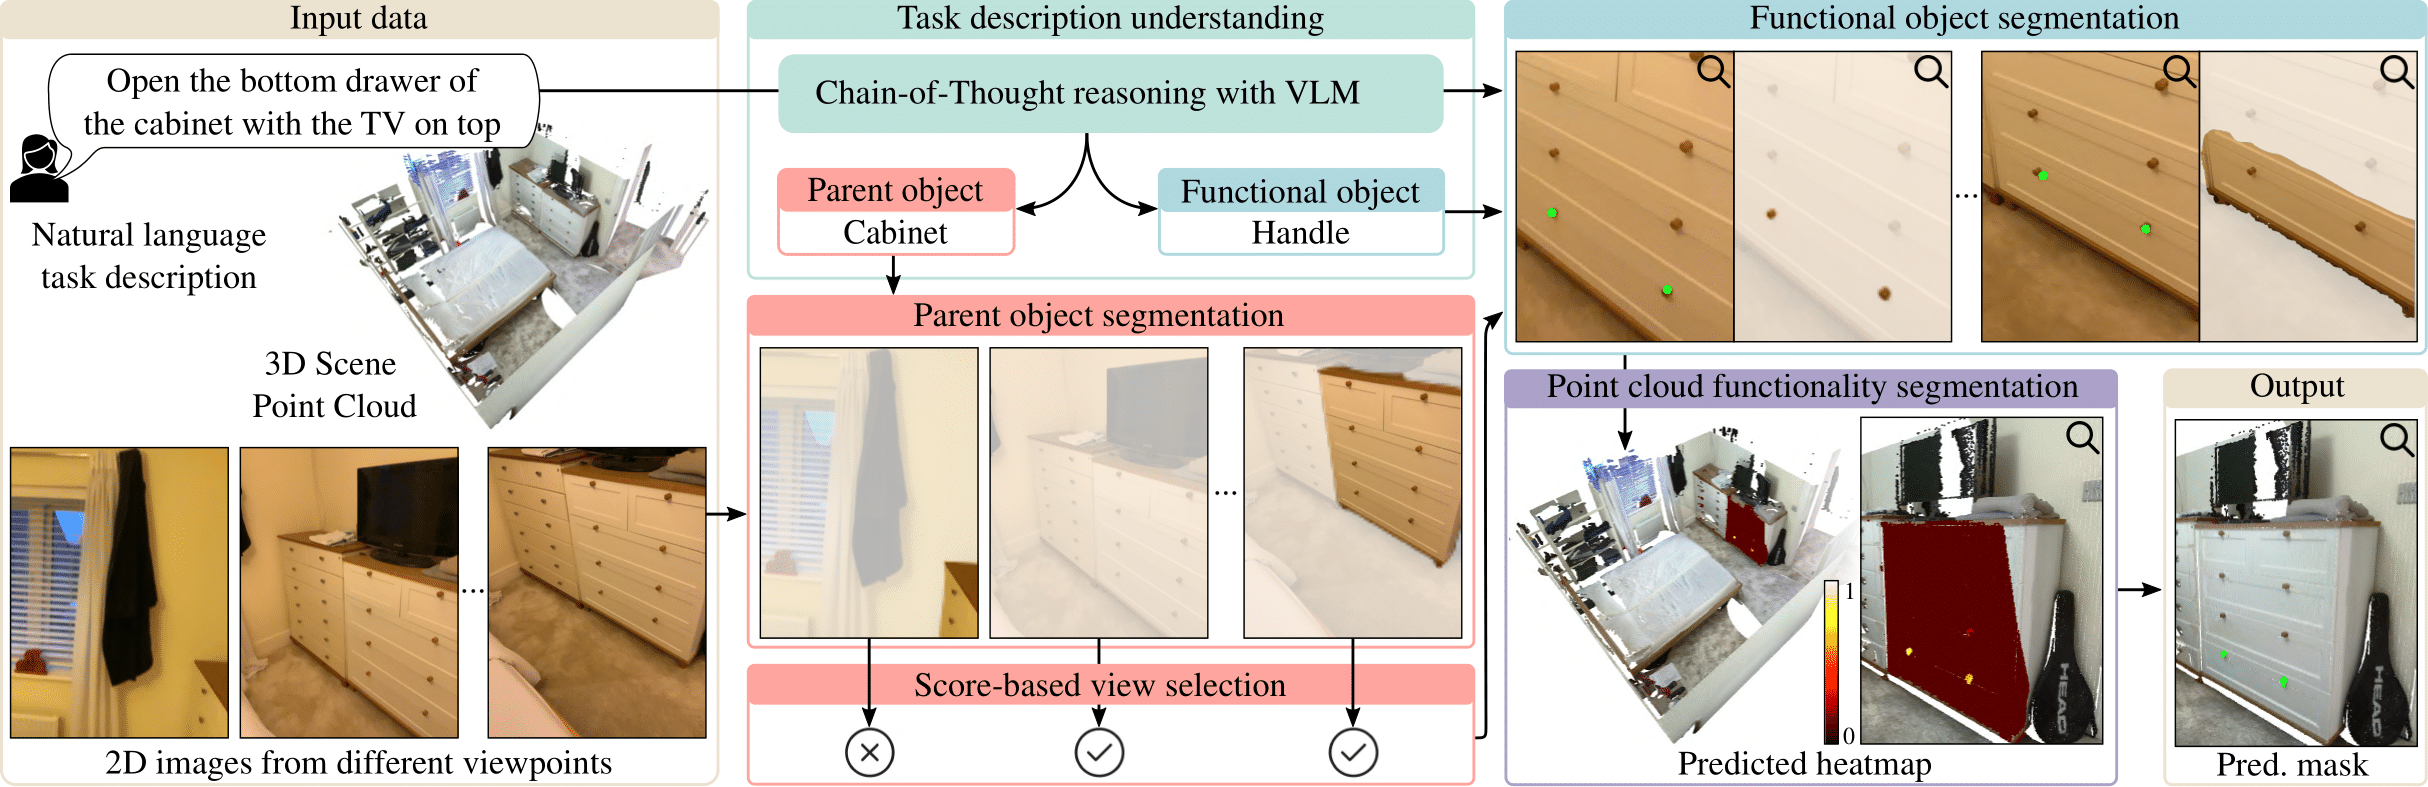 Input data
Open the bottom drawer of
the cabinet with the TV on top
Natural language
task description
3D Scene
Point Cloud
...
2D images from different viewpoints
Task description understanding
Chain-of-Thought reasoning with VLM
Parent object
Cabinet
Functional object
Handle
Parent object segmentation
...
Score-based view selection
Functional object segmentation
...
Point cloud functionality segmentation
1
0
HEAD
Predicted heatmap
Output
HEAD
Pred. mask